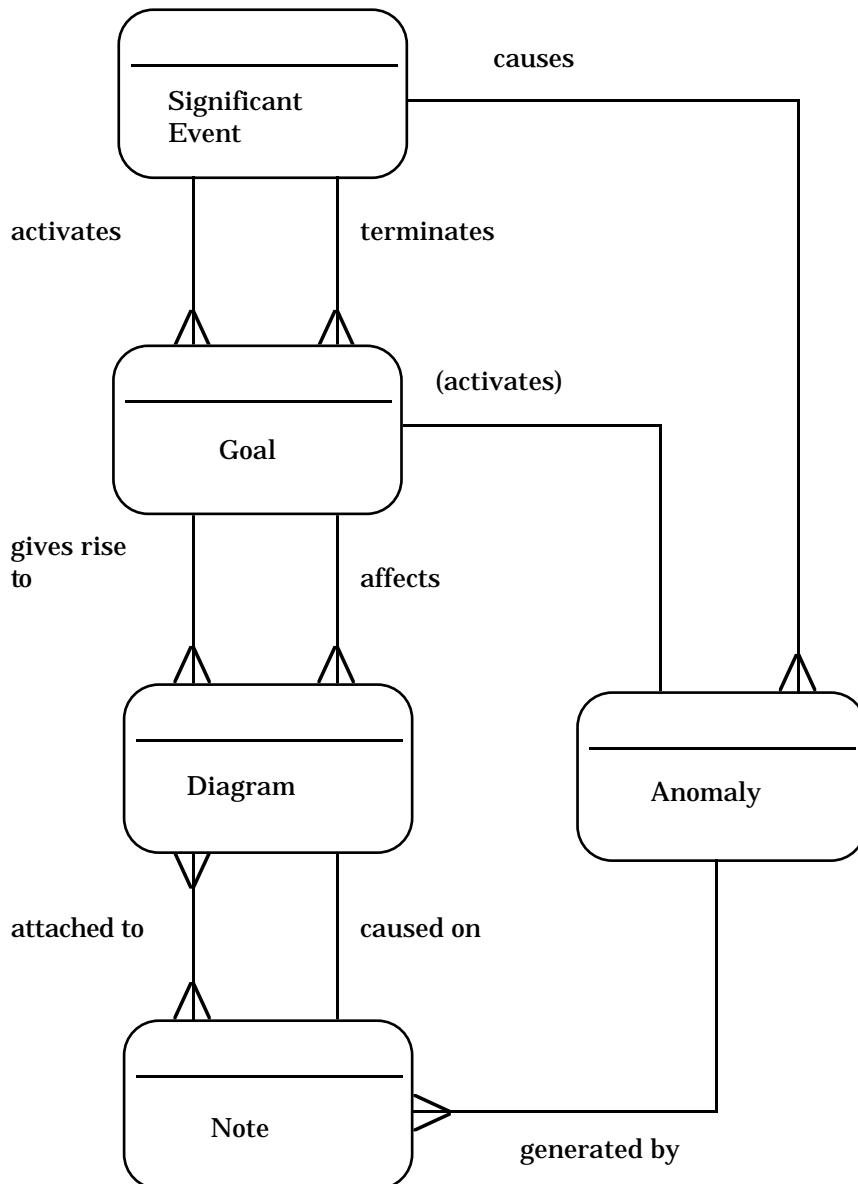 causes
Significant
Event
activates
terminates
(activates)
Goal
gives rise
to
affects
Diagram
Anomaly
attached to
caused on
Note
generated by